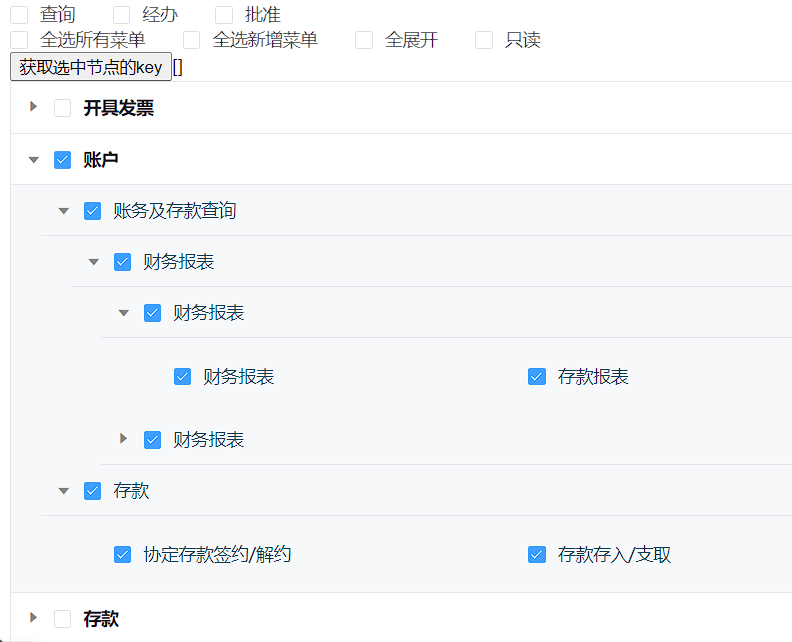 查询 经办 批准
全选所有菜单 全选新增菜单 全展开 只读
获取选中节点的key []
开具发票
账户
账务及存款查询
财务报表
财务报表
财务报表 存款报表
财务报表
存款
协定存款签约/解约 存款存入/支取
存款